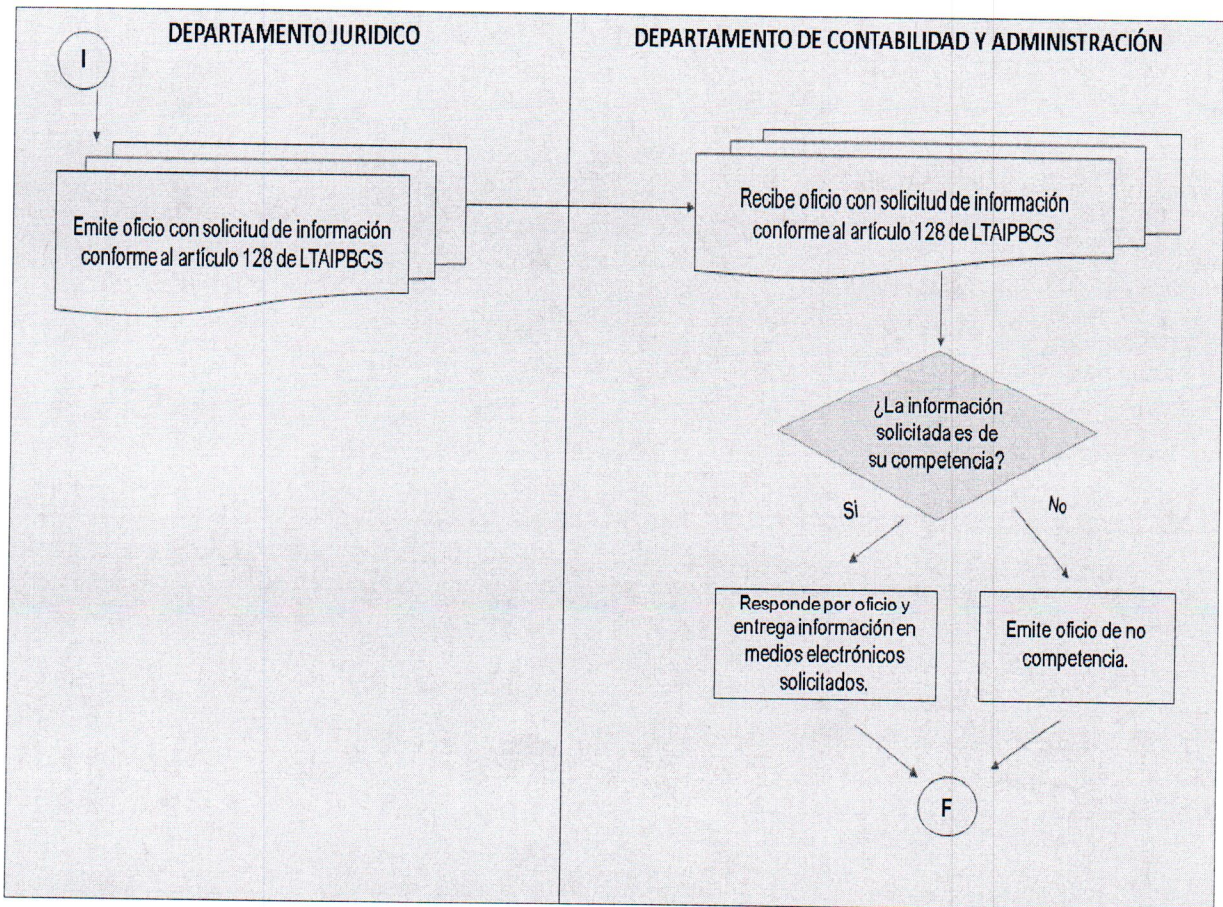 DEPARTAMENTO JURIDICO
I
Emite oficio con solicitud de información
conforme al artículo 128 de LTAIPBCS
DEPARTAMENTO DE CONTABILIDAD Y ADMINISTRACIÓN
Recibe oficio con solicitud de información
conforme al artículo 128 de LTAIPBCS
¿La información
solicitada es de
su competencia?
Si
No
Responde por oficio y
entrega información en
medios electrónicos
solicitados.
Emite oficio de no
competencia.
F